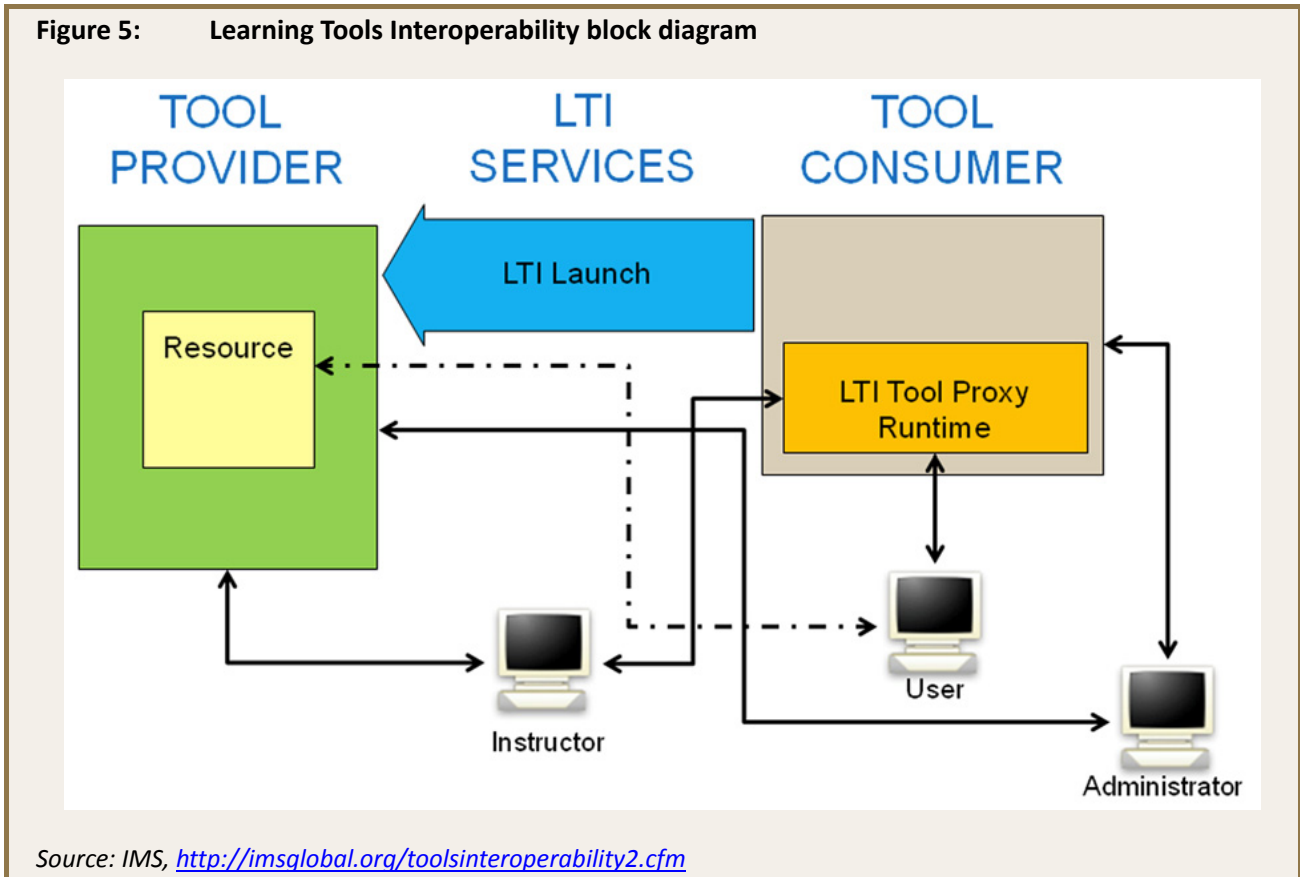 Figure 5: Learning Tools Interoperability block diagram
TOOL
PROVIDER
LTI
SERVICES
TOOL
CONSUMER
LTI Launch
Resource
LTI Tool Proxy
Runtime
User
Instructor
Administrator
Source: IMS, http://imsglobal.org/toolsinteroperability2.cfm